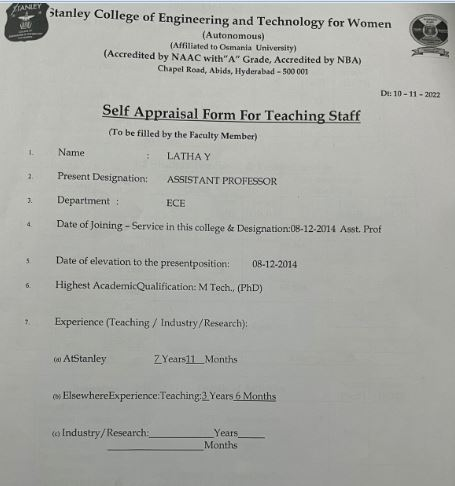 STANLEY
Stanley College of Engineering and Technology for Women
(Autonomous)
(Affiliated to Osmania University)
(Accredited by NAAC with"A" Grade, Accredited by NBA)
Chapel Road, Abids, Hyderabad – 500 001
Dt: 10 – 11 – 2022
Self Appraisal Form For Teaching Staff
(To be filled by the Faculty Member)
1. Name : LATHA Y
2. Present Designation: ASSISTANT PROFESSOR
3. Department : ECE
4. Date of Joining – Service in this college & Designation:08-12-2014 Asst. Prof
5. Date of elevation to the presentposition: 08-12-2014
6. Highest AcademicQualification: M Tech., (PhD)
7. Experience (Teaching / Industry/Research):
(a) AtStanley 7 Years11__Months
(b) ElsewhereExperience:Teaching:3 Years 6 Months
(c) Industry/Research:__________Years____
__________Months